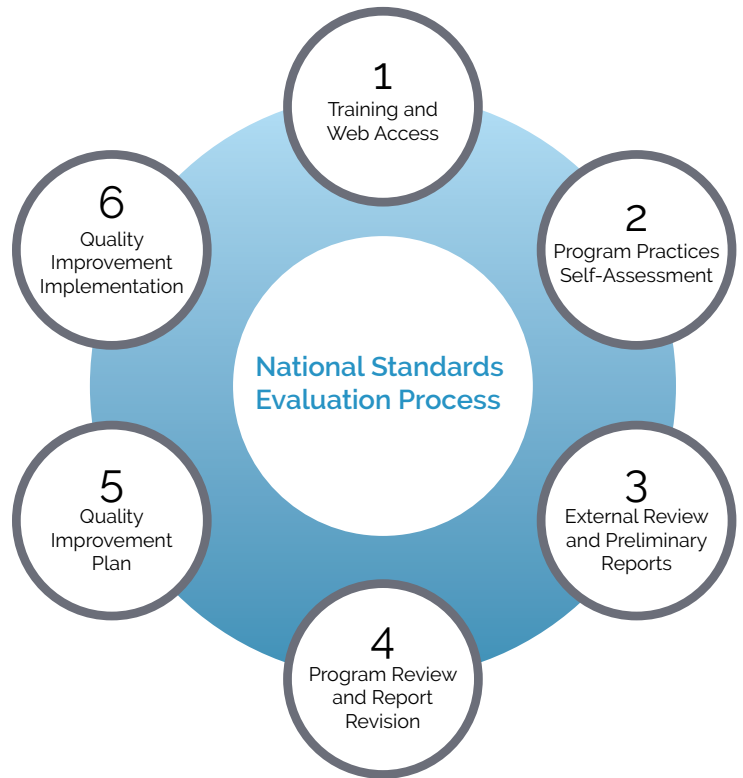 1
Training and
Web Access
2
Program Practices
Self-Assessment
3
External Review
and Preliminary
Reports
4
Program Review
and Report
Revision
5
Quality
Improvement
Plan
6
Quality
Improvement
Implementation
National Standards
Evaluation Process